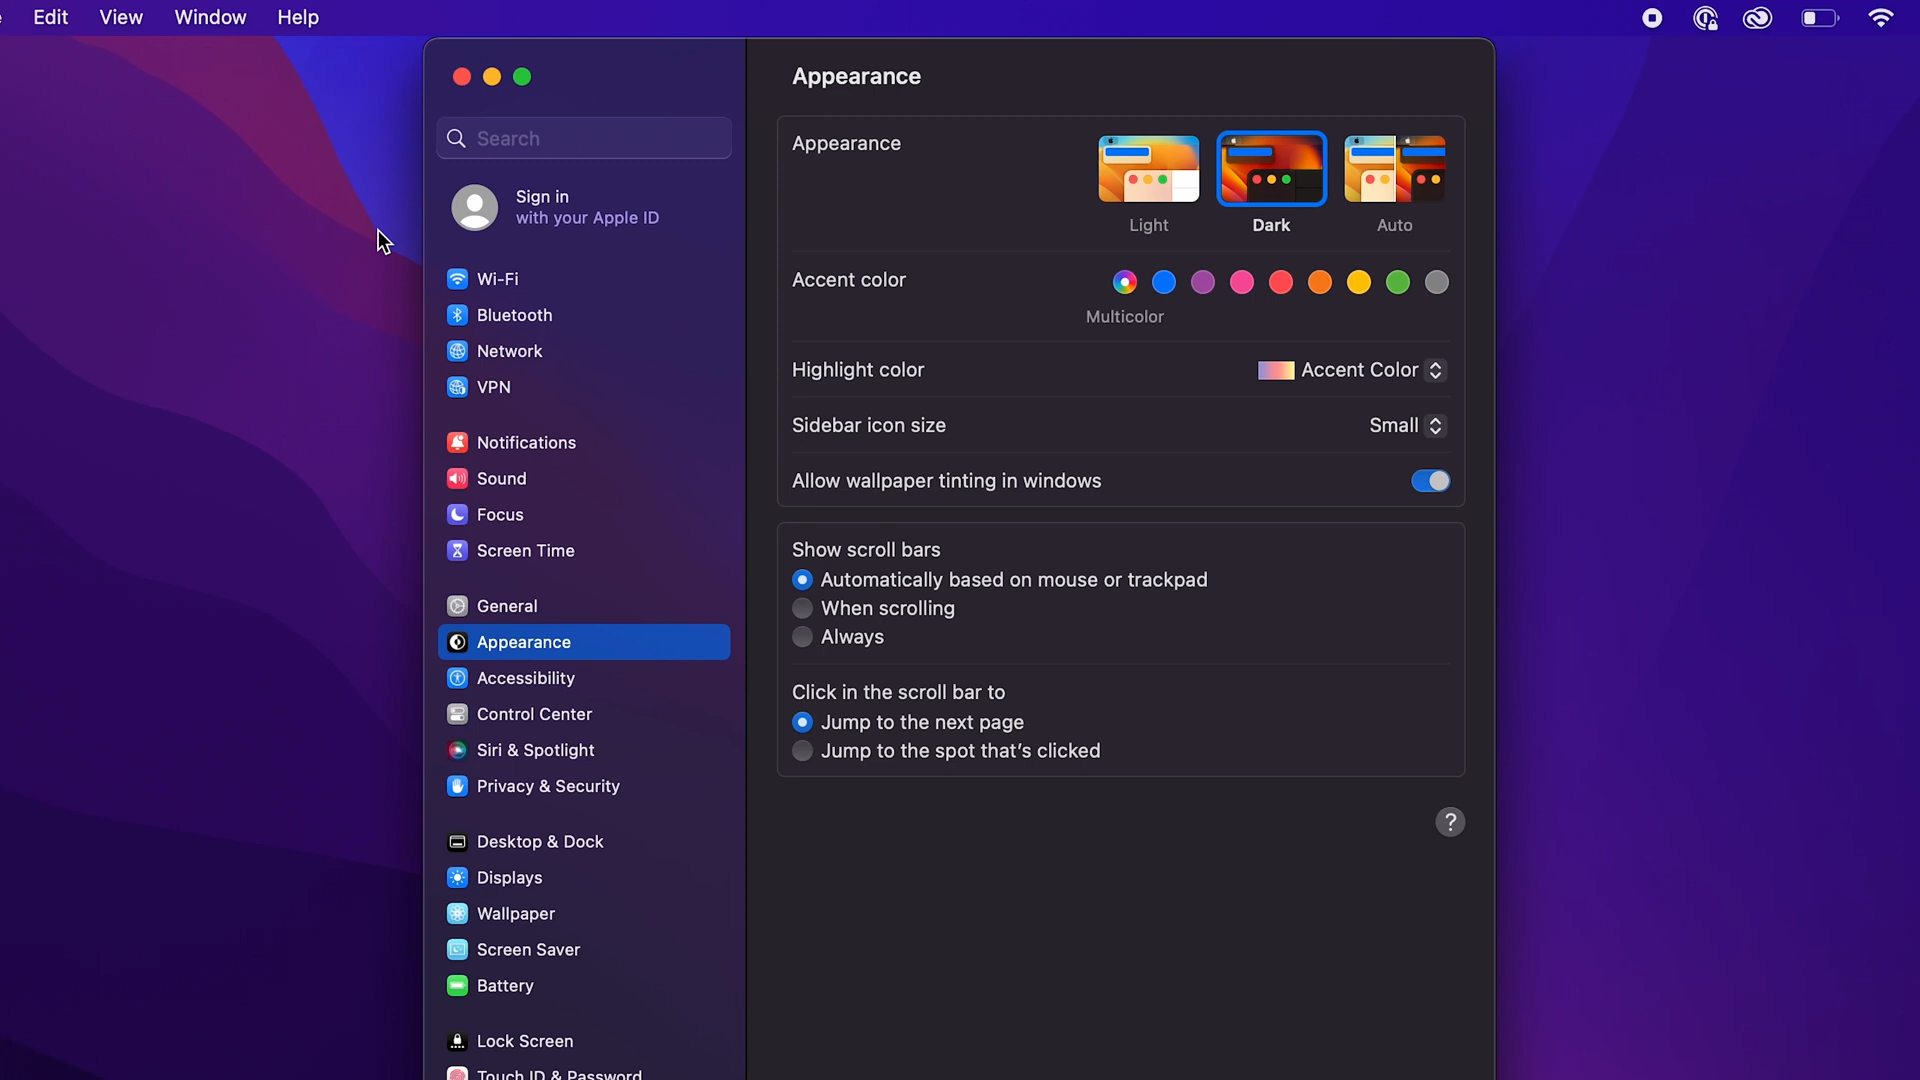 Edit View Window Help
Search
Sign in
with your Apple ID
Wi-Fi
Bluetooth
Network
VPN
Notifications
Sound
Focus
Screen Time
General
Appearance
Accessibility
Control Center
Siri & Spotlight
Privacy & Security
Desktop & Dock
Displays
Wallpaper
Screen Saver
Battery
Lock Screen
Touch ID & Password
Appearance
Appearance
Light Dark Auto
Accent color
Multicolor
Highlight color Accent Color
Sidebar icon size Small
Allow wallpaper tinting in windows
Show scroll bars
Automatically based on mouse or trackpad
When scrolling
Always
Click in the scroll bar to
Jump to the next page
Jump to the spot that's clicked
?